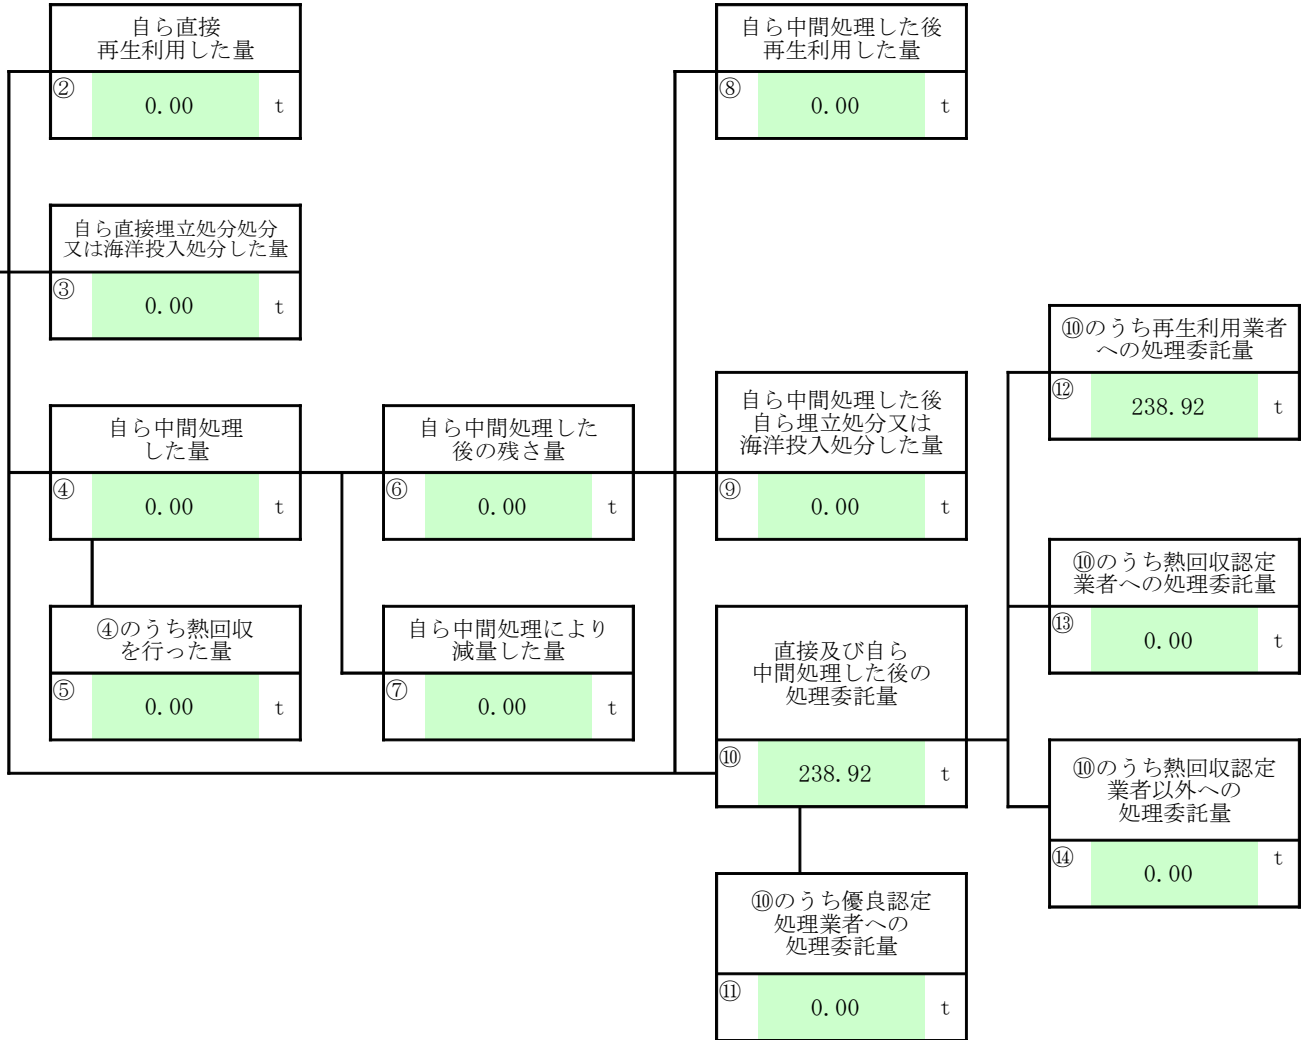 自ら直接
再生利用した量
②
0.00
t
自ら中間処理した後
再生利用した量
⑧
0.00
t
自ら直接埋立処分処分
又は海洋投入処分した量
③
0.00
t
⑩のうち再生利用業者
への処理委託量
⑫
238.92
t
自ら中間処理
した量
④
0.00
t
自ら中間処理した
後の残さ量
⑥
0.00
t
自ら中間処理した後
自ら埋立処分又は
海洋投入処分した量
⑨
0.00
t
⑩のうち熱回収認定
業者への処理委託量
⑬
0.00
t
④のうち熱回収
を行った量
⑤
0.00
t
自ら中間処理により
減量した量
⑦
0.00
t
直接及び自ら
中間処理した後の
処理委託量
⑩
238.92
t
⑩のうち熱回収認定
業者以外への
処理委託量
⑭
0.00
t
⑩のうち優良認定
処理業者への
処理委託量
⑪
0.00
t